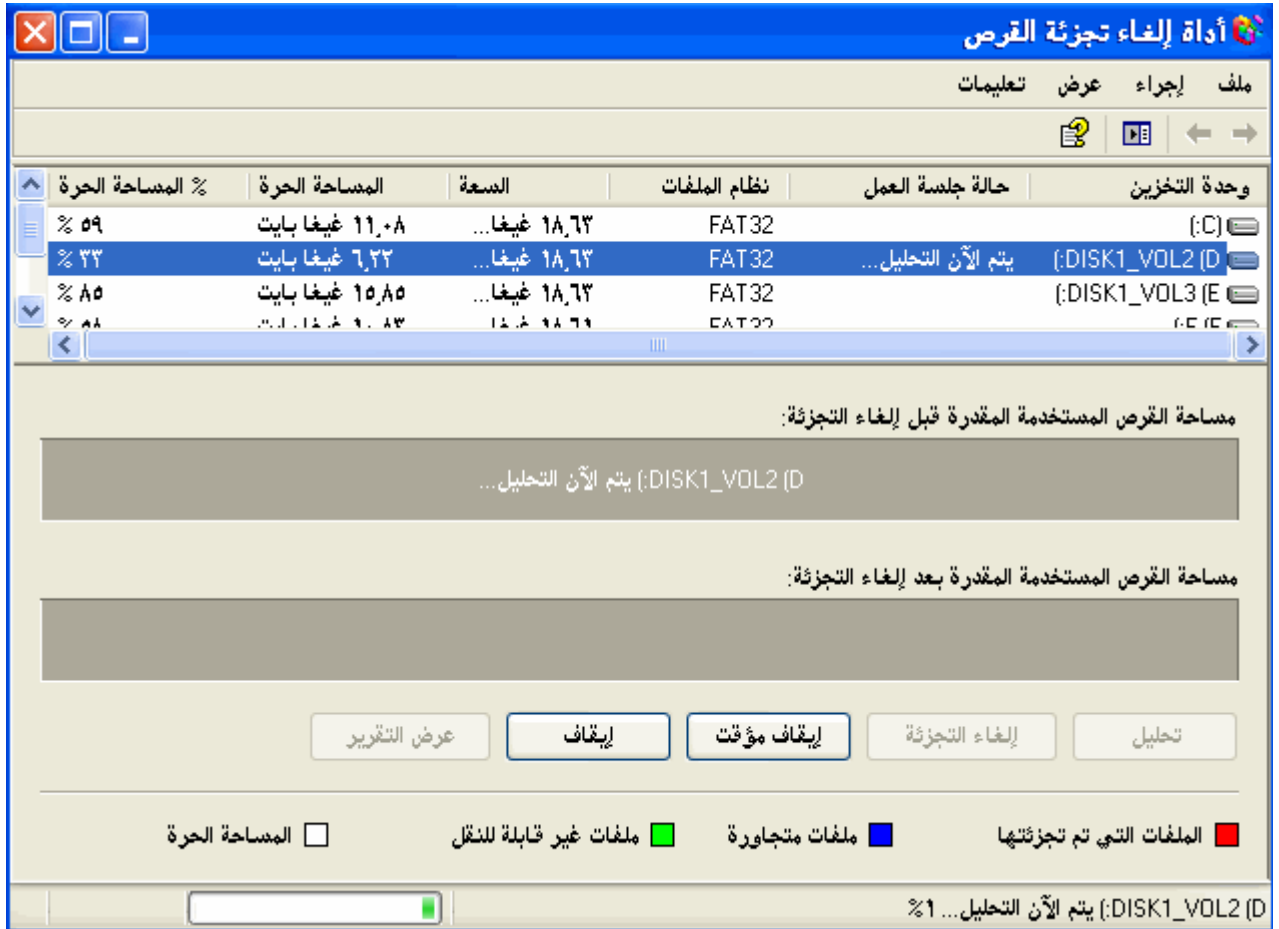 أداة إلغاء تجزئة القرص
ملف إجراء عرض تعليمات
وحدة التخزين حالة جلسة العمل نظام الملفات السعة المساحة الحرة % المساحة الحرة
(C:) FAT32 ١٨,٦٣ غيغا... ١١,٠٨ غيغا بايت ٥٩ %
DISK1_VOL2 (D:) يتم الآن التحليل... FAT32 ١٨,٦٣ غيغا... ٦,٢٢ غيغا بايت ٣٣ %
DISK1_VOL3 (E:) FAT32 ١٨,٦٣ غيغا... ١٥,٨٥ غيغا بايت ٨٥ %
مساحة القرص المستخدمة المقدرة قبل إلغاء التجزئة:
DISK1_VOL2 (D:) يتم الآن التحليل...
مساحة القرص المستخدمة المقدرة بعد إلغاء التجزئة:
تحليل إلغاء التجزئة إيقاف مؤقت إيقاف عرض التقرير
الملفات التي تم تجزئتها ملفات متجاورة ملفات غير قابلة للنقل المساحة الحرة
DISK1_VOL2 (D:) يتم الآن التحليل... ١%